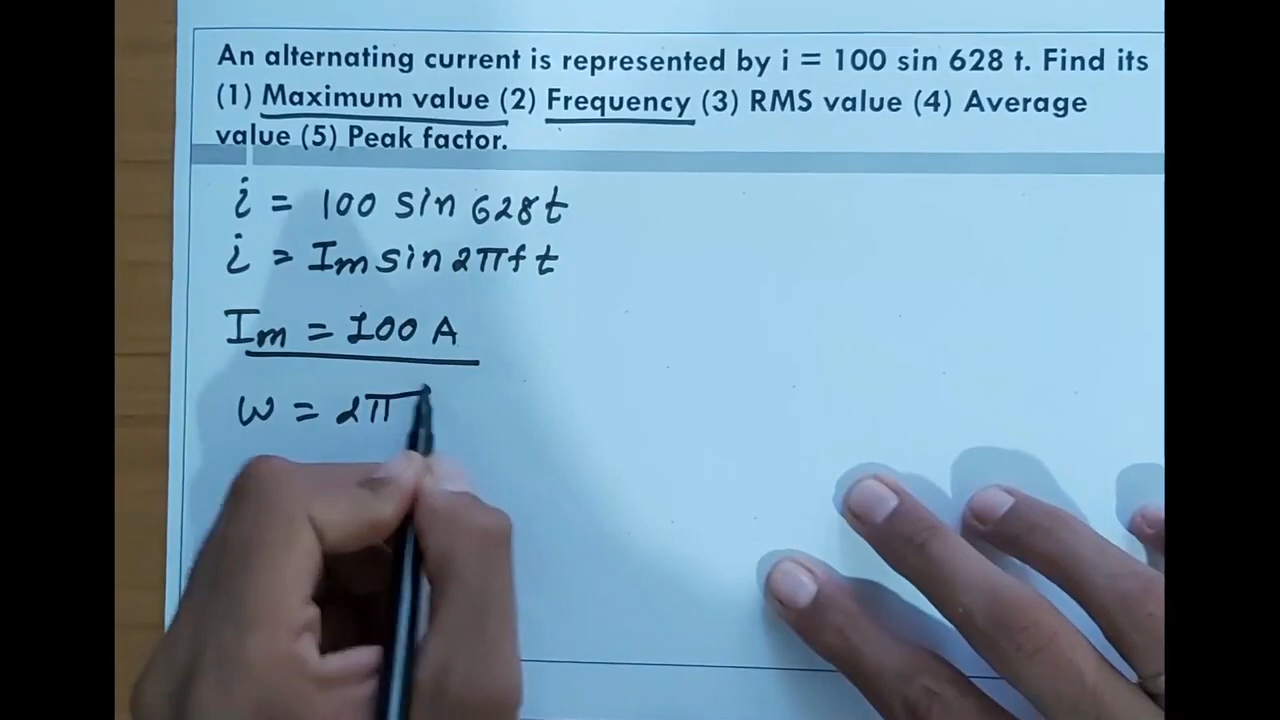 An alternating current is represented by i = 100 sin 628 t. Find its
(1) Maximum value (2) Frequency (3) RMS value (4) Average
value (5) Peak factor.
i = 100 sin 628t
i = Im sin 2πft
Im = 100 A
ω = 2π